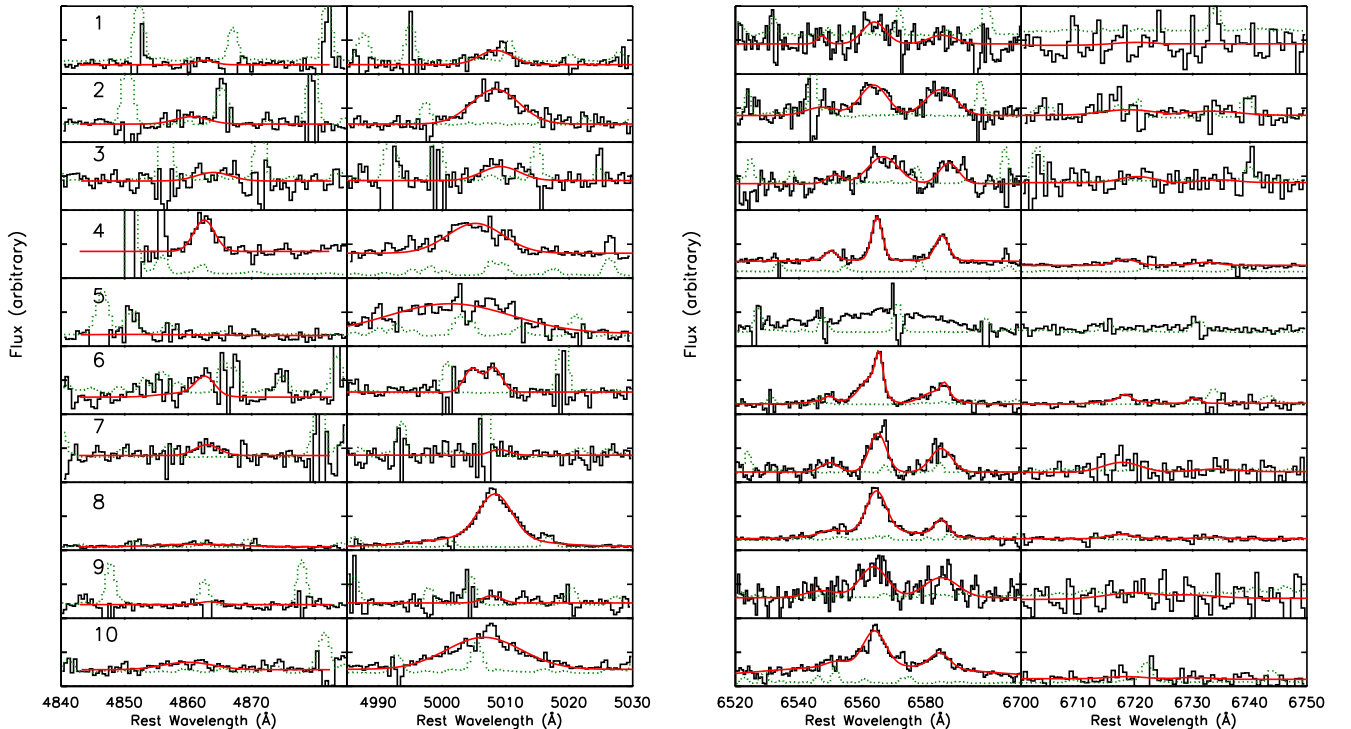 1
2
3
4
5
6
7
8
9
10
Flux (arbitrary)
Flux (arbitrary)
4840 4850 4860 4870 4990 5000 5010 5020 5030
Rest Wavelength (Å) Rest Wavelength (Å)
6520 6540 6560 6580 6700 6710 6720 6730 6740 6750
Rest Wavelength (Å) Rest Wavelength (Å)